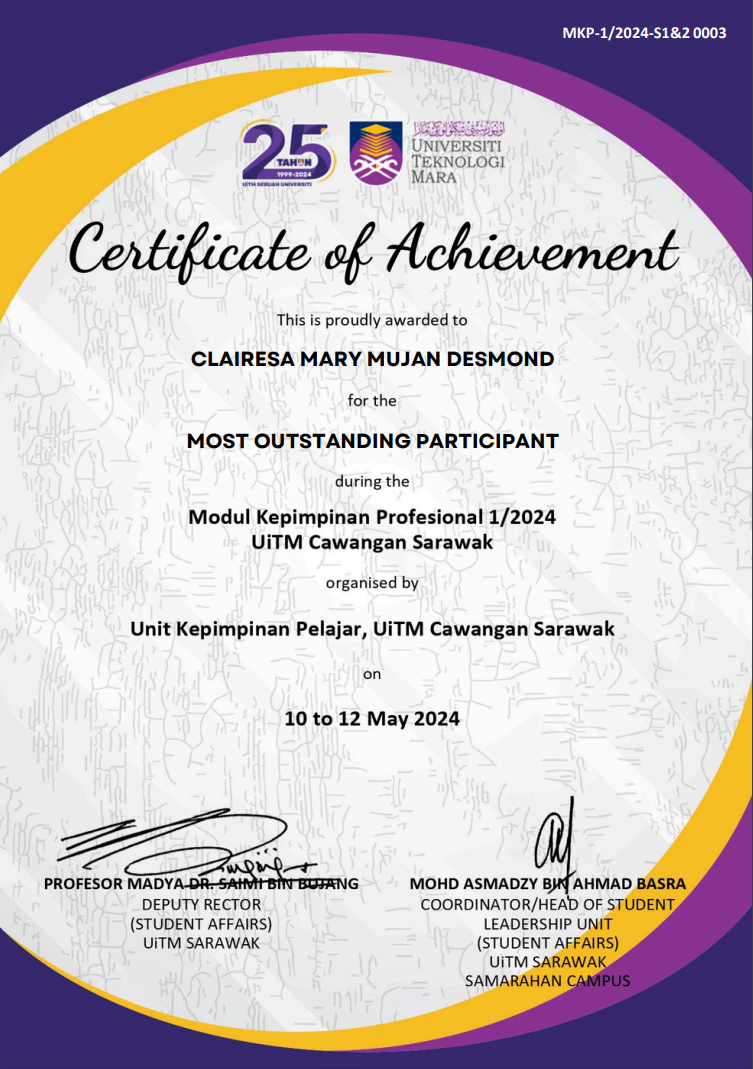 MKP-1/2024-S1&2 0003
25
TAHUN
1999-2024
UiTM SEBUAH UNIVERSITI
اونيۏرسيتي تيكنولوڬي مارا
UNIVERSITI
TEKNOLOGI
MARA
Certificate of Achievement
This is proudly awarded to
CLAIRESA MARY MUJAN DESMOND
for the
MOST OUTSTANDING PARTICIPANT
during the
Modul Kepimpinan Profesional 1/2024
UiTM Cawangan Sarawak
organised by
Unit Kepimpinan Pelajar, UiTM Cawangan Sarawak
on
10 to 12 May 2024
PROFESOR MADYA DR. SAIMI BIN BUJANG
DEPUTY RECTOR
(STUDENT AFFAIRS)
UiTM SARAWAK
MOHD ASMADZY BIN AHMAD BASRA
COORDINATOR/HEAD OF STUDENT
LEADERSHIP UNIT
(STUDENT AFFAIRS)
UiTM SARAWAK
SAMARAHAN CAMPUS